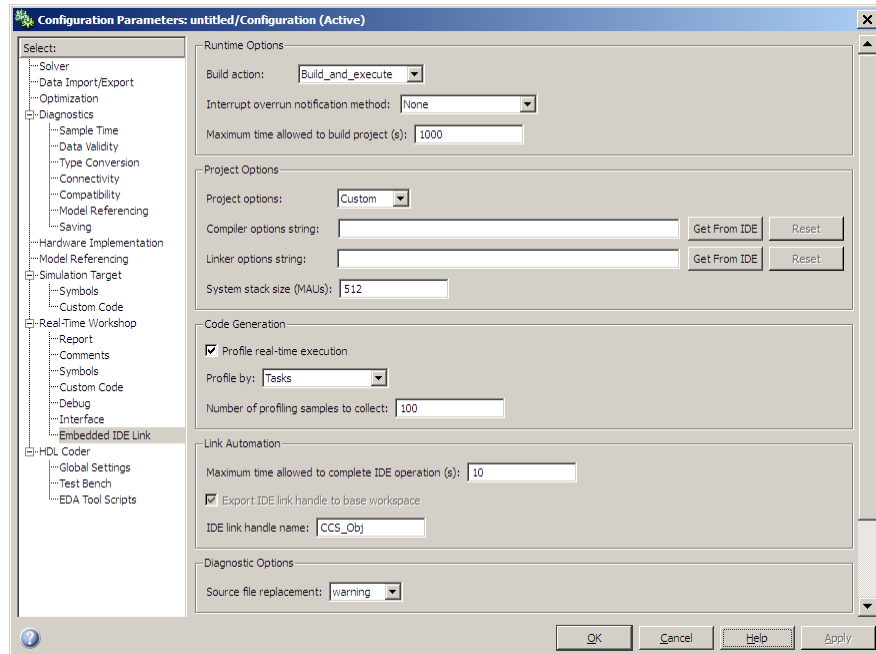 Configuration Parameters: untitled/Configuration (Active)
Select:
Solver
Data Import/Export
Optimization
Diagnostics
Sample Time
Data Validity
Type Conversion
Connectivity
Compatibility
Model Referencing
Saving
Hardware Implementation
Model Referencing
Simulation Target
Symbols
Custom Code
Real-Time Workshop
Report
Comments
Symbols
Custom Code
Debug
Interface
Embedded IDE Link
HDL Coder
Global Settings
Test Bench
EDA Tool Scripts
Runtime Options
Build action: Build_and_execute
Interrupt overrun notification method: None
Maximum time allowed to build project (s): 1000
Project Options
Project options: Custom
Compiler options string: Get From IDE Reset
Linker options string: Get From IDE Reset
System stack size (MAUs): 512
Code Generation
Profile real-time execution
Profile by: Tasks
Number of profiling samples to collect: 100
Link Automation
Maximum time allowed to complete IDE operation (s): 10
Export IDE link handle to base workspace
IDE link handle name: CCS_Obj
Diagnostic Options
Source file replacement: warning
OK Cancel Help Apply